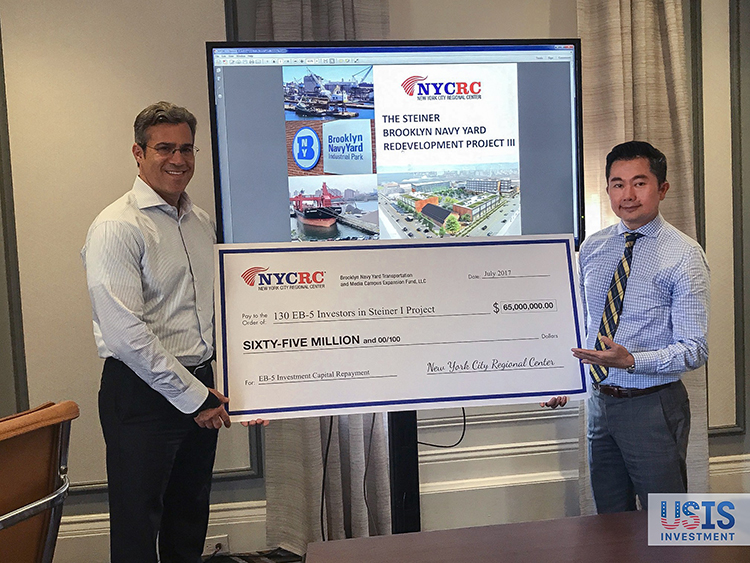 NYCRC
NEW YORK CITY REGIONAL CENTER
THE STEINER
BROOKLYN NAVY YARD
REDEVELOPMENT PROJECT III
B
NY
Brooklyn
Navy Yard
Industrial Park
NYCRC
NEW YORK CITY REGIONAL CENTER
Brooklyn Navy Yard Transportation
and Media Campus Expansion Fund, LLC
Date: July 2017
Pay to the
Order of: 130 EB-5 Investors in Steiner I Project $ 65,000,000.00
SIXTY-FIVE MILLION and 00/100 Dollars
For: EB-5 Investment Capital Repayment New York City Regional Center
USIS
INVESTMENT